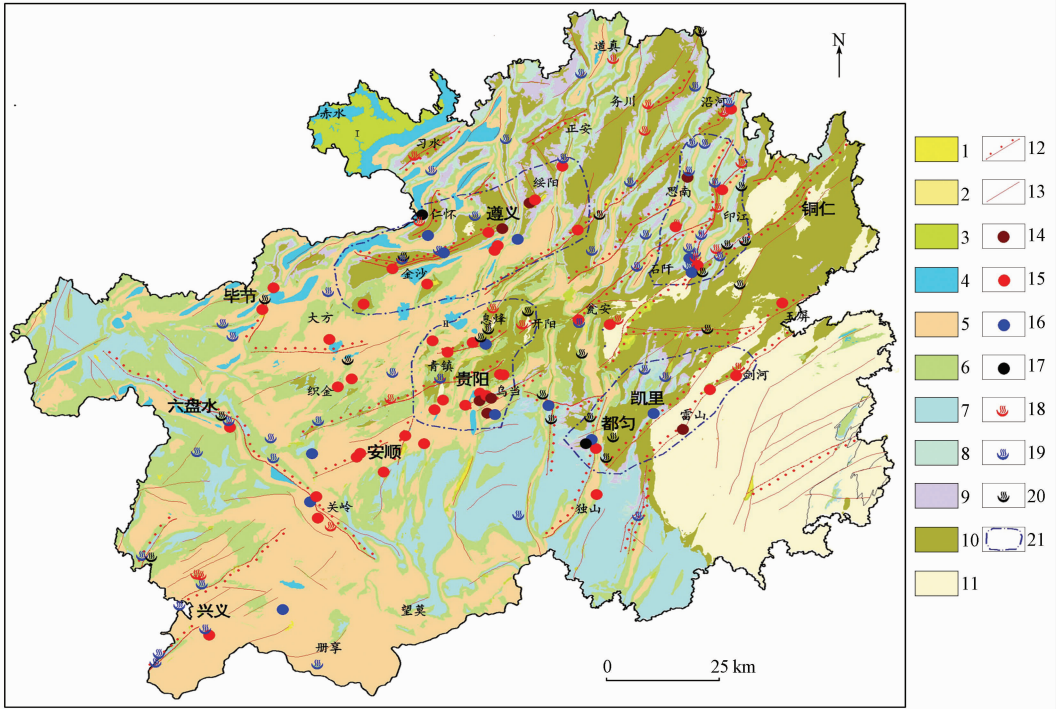 道真
N
务川
沿河
赤水
I
正安
习水
绥阳
思南
仁怀
遵义
印江
铜仁
石阡
金沙
毕节
大方
息烽
开阳
瓮安
玉屏
青镇
贵阳
乌当
剑河
织金
凯里
六盘水
雷山
都匀
安顺
独山
关岭
兴义
望莫
册享
0 25 km
1 12
2 13
3 14
4 15
5 16
6 17
7 18
8 19
9 20
10 21
11